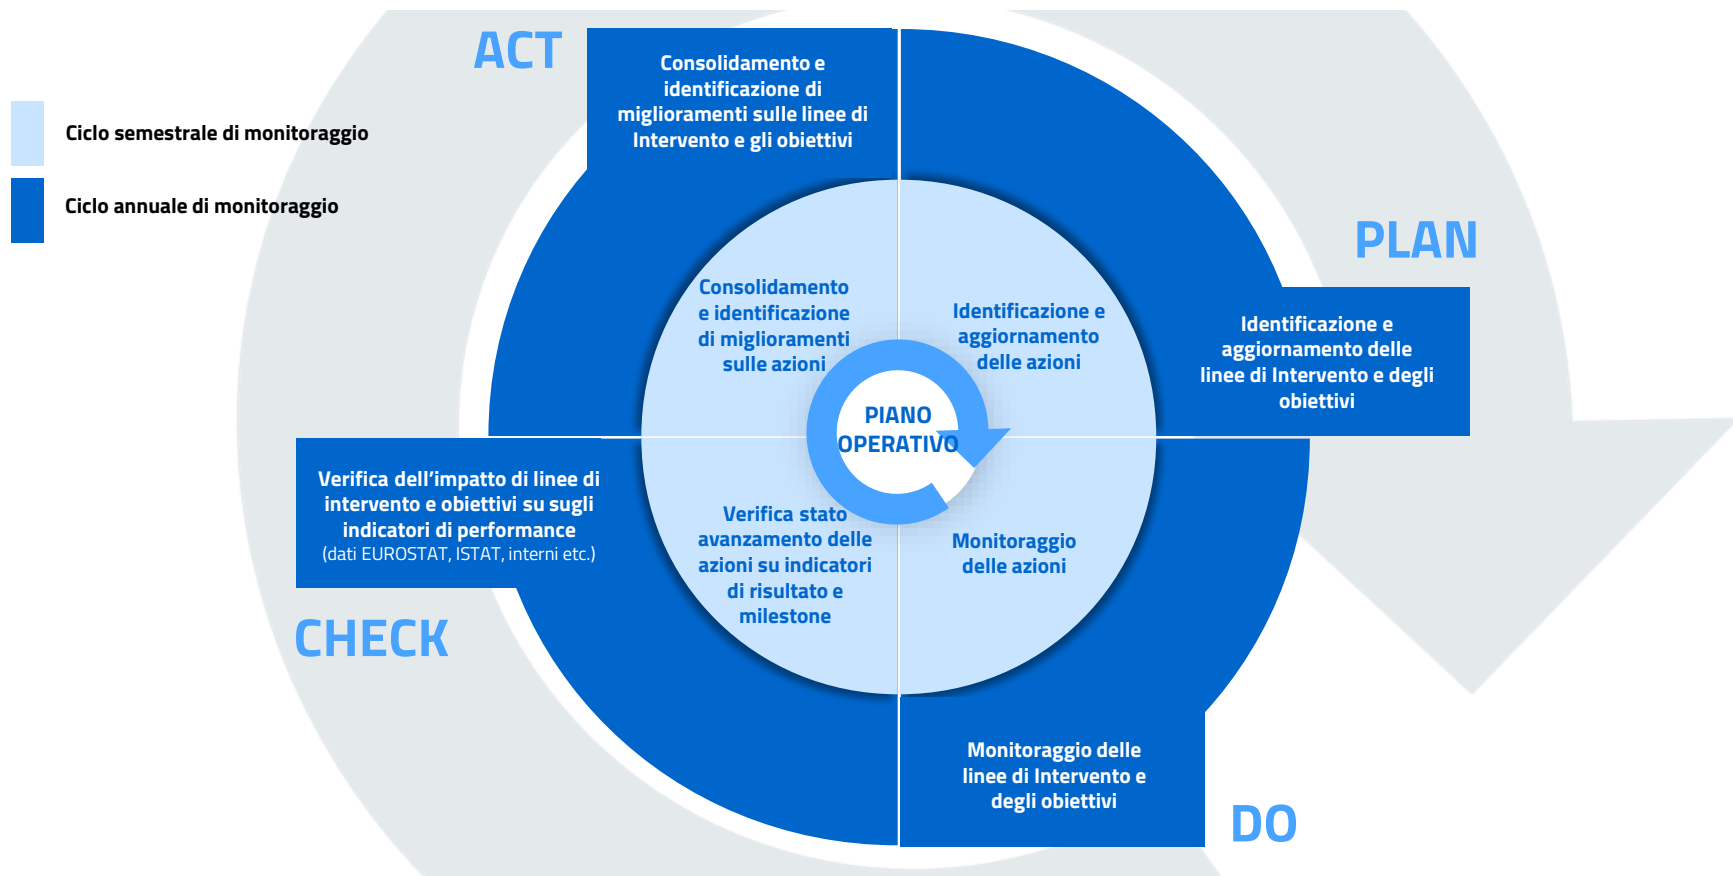 ACT
Consolidamento e
identificazione di
miglioramenti sulle linee di
Intervento e gli obiettivi
Ciclo semestrale di monitoraggio
Ciclo annuale di monitoraggio
PLAN
Identificazione e
aggiornamento delle
linee di Intervento e degli
obiettivi
Consolidamento
e identificazione
di miglioramenti
sulle azioni
Identificazione e
aggiornamento
delle azioni
PIANO
OPERATIVO
Verifica dell'impatto di linee di
intervento e obiettivi su sugli
indicatori di performance
(dati EUROSTAT, ISTAT, interni etc.)
CHECK
Verifica stato
avanzamento delle
azioni su indicatori
di risultato e
milestone
Monitoraggio
delle azioni
Monitoraggio delle
linee di Intervento e
degli obiettivi
DO